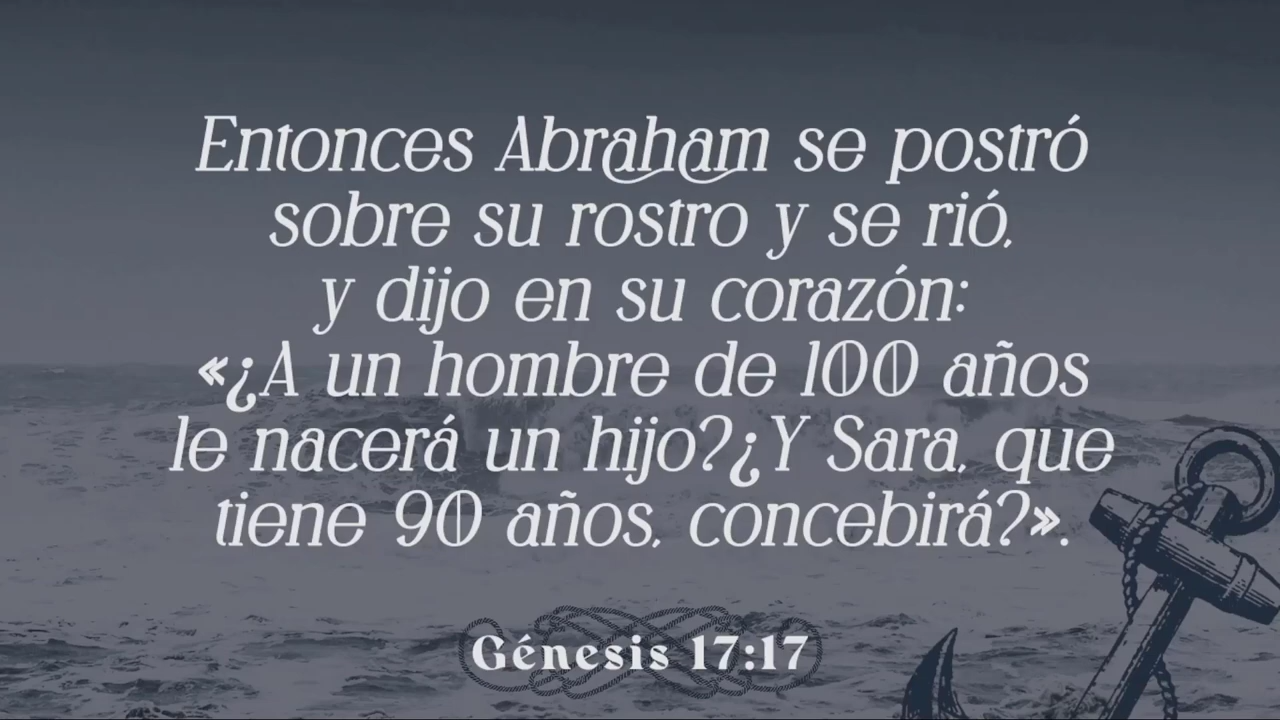 Entonces Abraham se postró
sobre su rostro y se rió,
y dijo en su corazón:
«¿A un hombre de 100 años
le nacerá un hijo?¿Y Sara, que
tiene 90 años, concebirá?».
Génesis 17:17